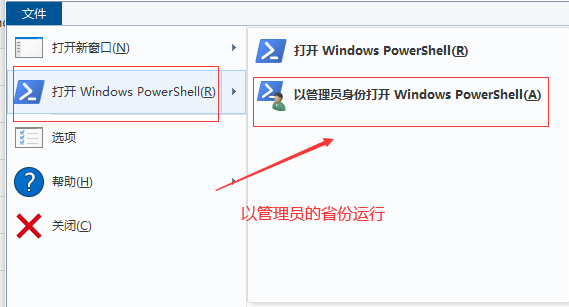 文件
打开新窗口(N)
打开 Windows PowerShell(R)
选项
帮助(H)
关闭(C)
打开 Windows PowerShell(R)
以管理员身份打开 Windows PowerShell(A)
以管理员的省份运行